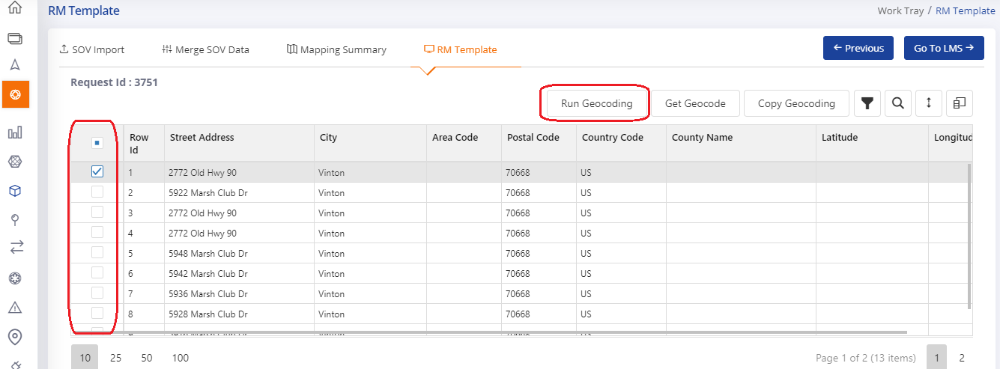 RM Template
Work Tray / RM Template
SOV Import Merge SOV Data Mapping Summary RM Template Previous Go To LMS
Request Id : 3751
Run Geocoding Get Geocode Copy Geocoding
Row Id Street Address City Area Code Postal Code Country Code County Name Latitude Longitud
1 2772 Old Hwy 90 Vinton 70668 US
2 5922 Marsh Club Dr Vinton 70668 US
3 2772 Old Hwy 90 Vinton 70668 US
4 2772 Old Hwy 90 Vinton 70668 US
5 5948 Marsh Club Dr Vinton 70668 US
6 5942 Marsh Club Dr Vinton 70668 US
7 5936 Marsh Club Dr Vinton 70668 US
8 5928 Marsh Club Dr Vinton 70668 US
10 25 50 100 Page 1 of 2 (13 items) 1 2